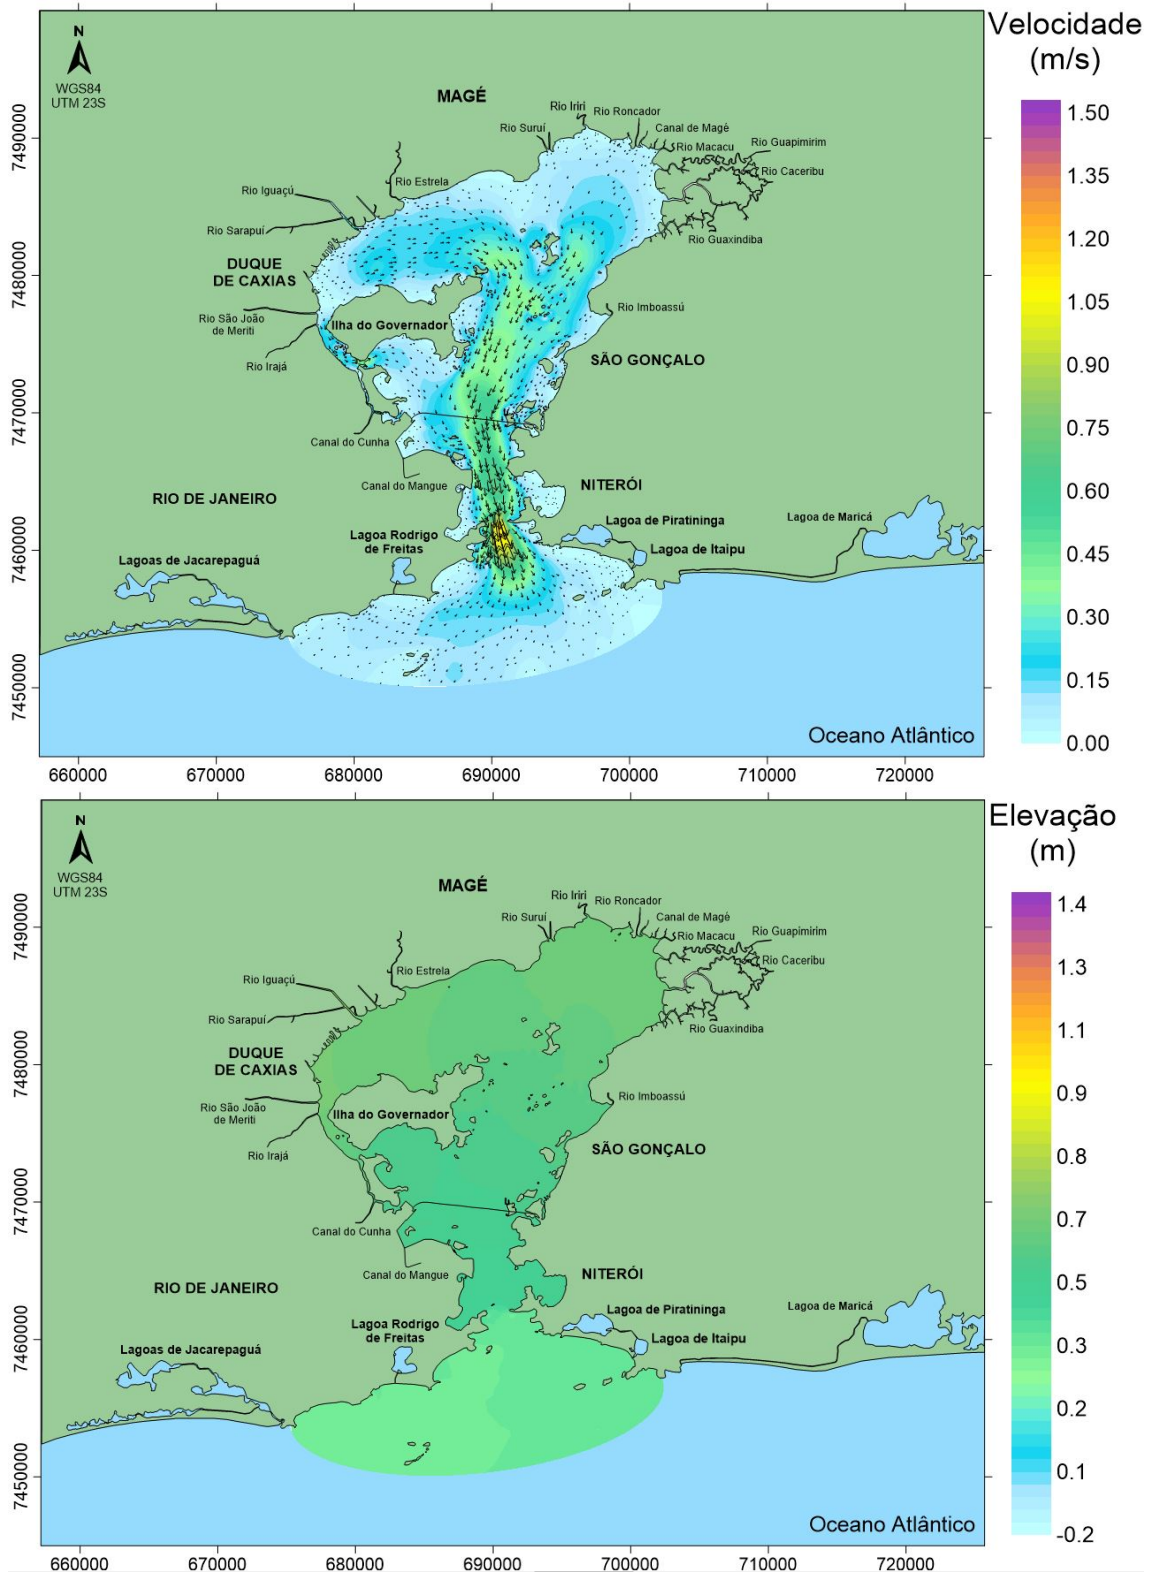 Velocidade
(m/s)
N
WGS84
UTM 23S
MAGÉ
Rio Iriri
Rio Roncador
Rio Suruí
Canal de Magé
Rio Macacu
Rio Guapimirim
Rio Caceribu
Rio Estrela
Rio Iguaçú
Rio Sarapuí
Rio Guaxindiba
DUQUE
DE CAXIAS
Rio São João
de Meriti
Ilha do Governador
Rio Imboassú
Rio Irajá
SÃO GONÇALO
Canal do Cunha
Canal do Mangue
NITERÓI
RIO DE JANEIRO
Lagoa de Piratininga
Lagoa de Maricá
Lagoa Rodrigo
de Freitas
Lagoa de Itaipu
Lagoas de Jacarepaguá
Oceano Atlântico
7490000
7480000
7470000
7460000
7450000
660000 670000 680000 690000 700000 710000 720000
1.50
1.35
1.20
1.05
0.90
0.75
0.60
0.45
0.30
0.15
0.00
Elevação
(m)
N
WGS84
UTM 23S
MAGÉ
Rio Iriri
Rio Roncador
Rio Suruí
Canal de Magé
Rio Macacu
Rio Guapimirim
Rio Caceribu
Rio Estrela
Rio Iguaçú
Rio Sarapuí
Rio Guaxindiba
DUQUE
DE CAXIAS
Rio São João
de Meriti
Ilha do Governador
Rio Imboassú
Rio Irajá
SÃO GONÇALO
Canal do Cunha
Canal do Mangue
NITERÓI
RIO DE JANEIRO
Lagoa de Piratininga
Lagoa de Maricá
Lagoa Rodrigo
de Freitas
Lagoa de Itaipu
Lagoas de Jacarepaguá
Oceano Atlântico
7490000
7480000
7470000
7460000
7450000
660000 670000 680000 690000 700000 710000 720000
1.4
1.3
1.1
0.9
0.8
0.7
0.5
0.3
0.2
0.1
-0.2